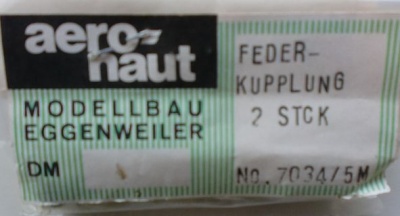 aero-
naut
MODELLBAU
EGGENWEILER
DM
FEDER-
KUPPLUNG
2 STCK
No. 7034/5M